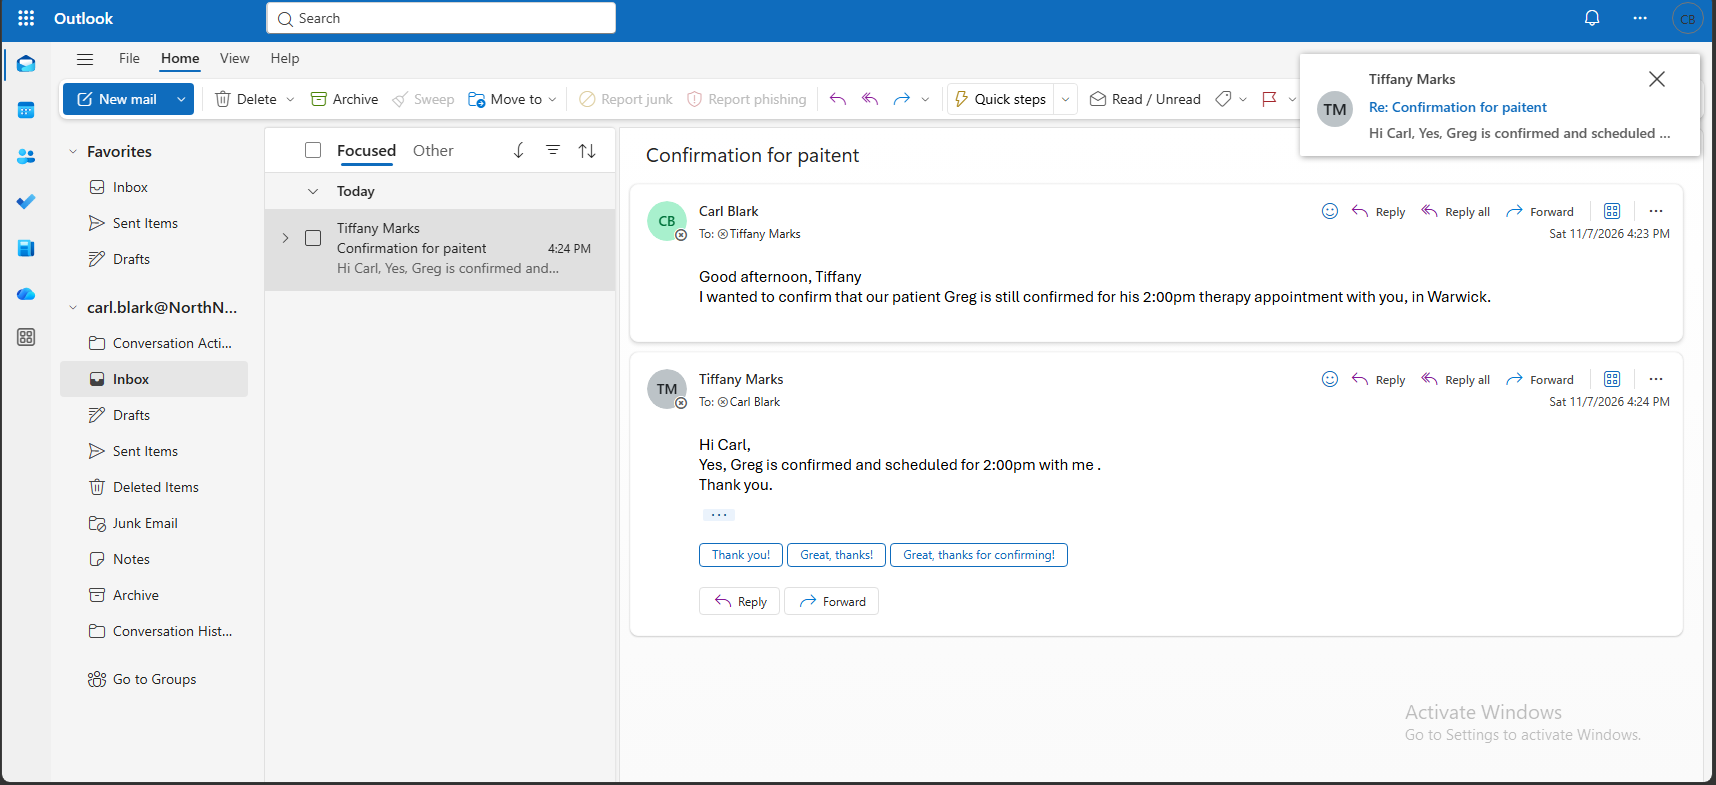 Outlook
Search
CB
File Home View Help
New mail Delete Archive Sweep Move to Report junk Report phishing Quick steps Read / Unread
Tiffany Marks
TM
Re: Confirmation for paitent
Hi Carl, Yes, Greg is confirmed and scheduled ...
Favorites
Inbox
Sent Items
Drafts
carl.blark@NorthN...
Conversation Acti...
Inbox
Drafts
Sent Items
Deleted Items
Junk Email
Notes
Archive
Conversation Hist...
Go to Groups
Focused Other
Today
Tiffany Marks
Confirmation for paitent 4:24 PM
Hi Carl, Yes, Greg is confirmed and...
Confirmation for paitent
CB
Carl Blark
Reply Reply all Forward
To: Tiffany Marks
Sat 11/7/2026 4:23 PM
Good afternoon, Tiffany
I wanted to confirm that our patient Greg is still confirmed for his 2:00pm therapy appointment with you, in Warwick.
TM
Tiffany Marks
Reply Reply all Forward
To: Carl Blark
Sat 11/7/2026 4:24 PM
Hi Carl,
Yes, Greg is confirmed and scheduled for 2:00pm with me .
Thank you.
...
Thank you! Great, thanks! Great, thanks for confirming!
Reply Forward
Activate Windows
Go to Settings to activate Windows.